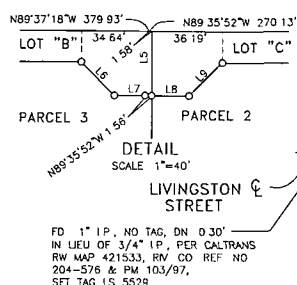 N89°37'18"W 379 93'
N89°35'52"W 270 13'
34 64'
1 58'
36 19'
LOT "B"
LOT "C"
L5
L6
L9
L7
L8
PARCEL 3
PARCEL 2
N89°35'52"W 1.56'
DETAIL
SCALE 1"=40'
LIVINGSTON ℄
STREET
FD 1" I.P, NO TAG, DN 0 30'
IN LIEU OF 3/4" I.P, PER CALTRANS
RW MAP 421533, RIV CO REF NO
204-576 & PM 103/97,
SET TAG LS 5529